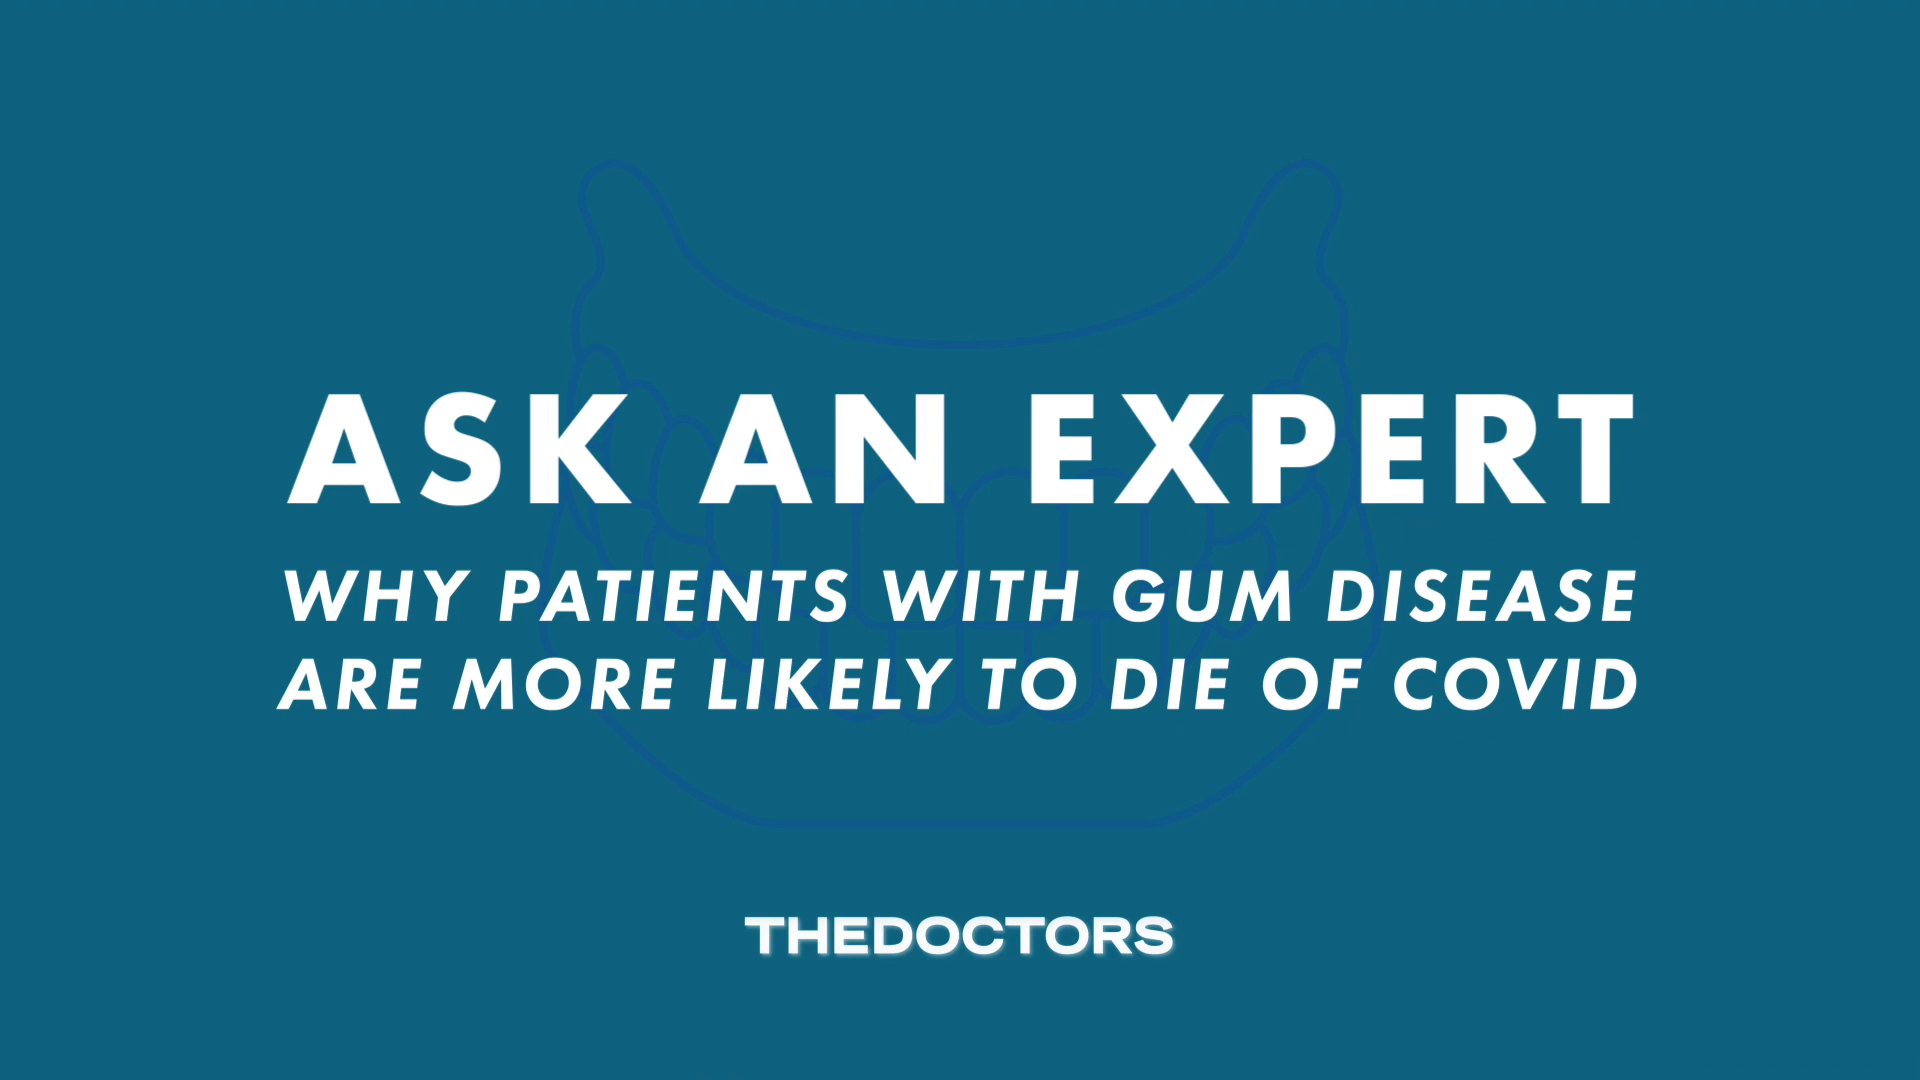 ASK AN EXPERT
WHY PATIENTS WITH GUM DISEASE
ARE MORE LIKELY TO DIE OF COVID
THEDOCTORS